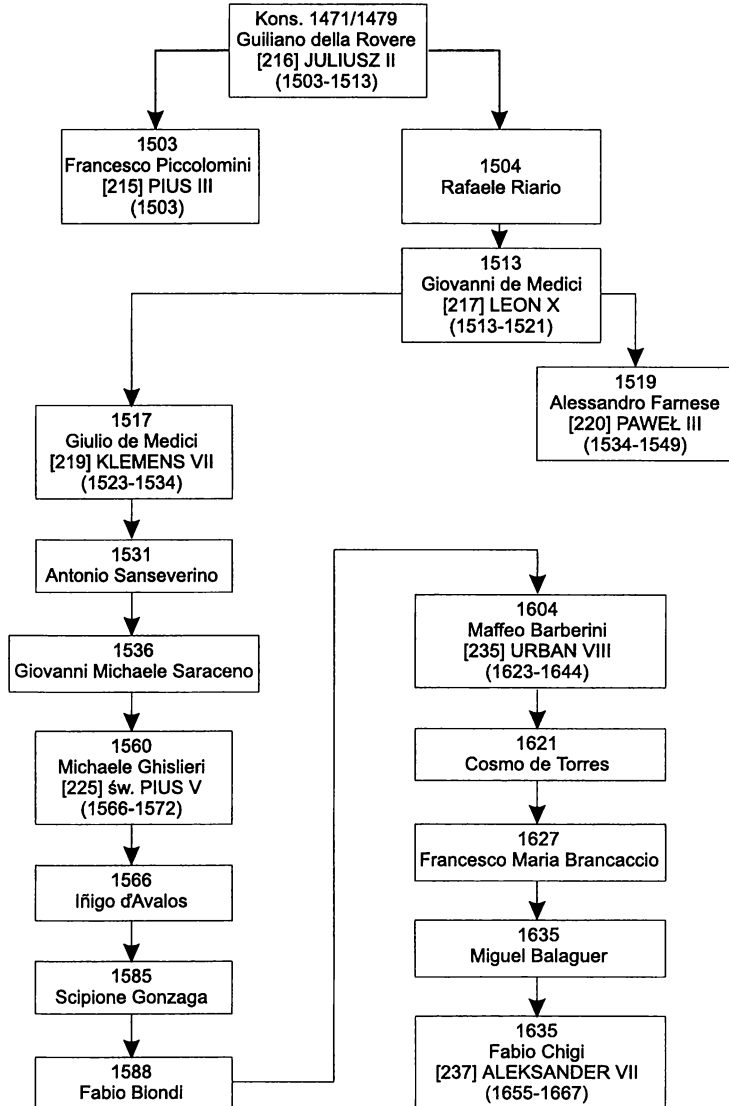 Kons. 1471/1479
Guiliano della Rovere
[216] JULIUSZ II
(1503-1513)
1503
Francesco Piccolomini
[215] PIUS III
(1503)
1504
Rafaele Riario
1513
Giovanni de Medici
[217] LEON X
(1513-1521)
1519
Alessandro Farnese
[220] PAWEŁ III
(1534-1549)
1517
Giulio de Medici
[219] KLEMENS VII
(1523-1534)
1531
Antonio Sanseverino
1536
Giovanni Michaele Saraceno
1560
Michaele Ghislieri
[225] św. PIUS V
(1566-1572)
1566
Iñigo d'Avalos
1585
Scipione Gonzaga
1588
Fabio Biondi
1604
Maffeo Barberini
[235] URBAN VIII
(1623-1644)
1621
Cosmo de Torres
1627
Francesco Maria Brancaccio
1635
Miguel Balaguer
1635
Fabio Chigi
[237] ALEKSANDER VII
(1655-1667)